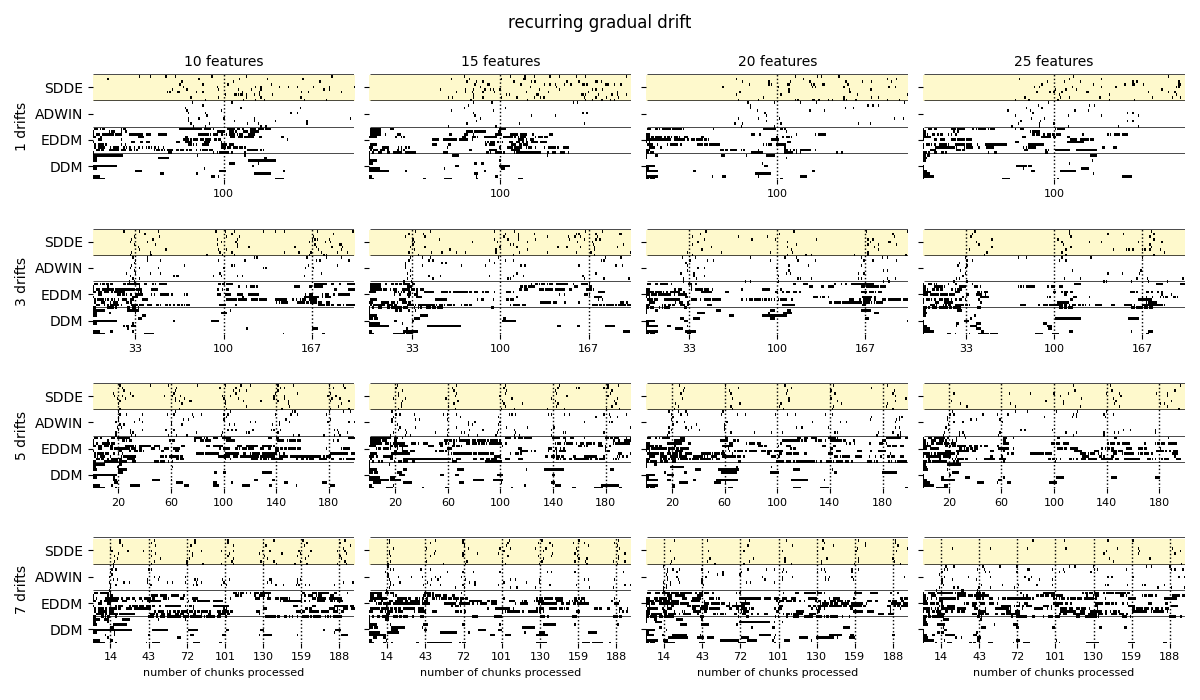 recurring gradual drift
10 features 15 features 20 features 25 features
1 drifts
SDDE
ADWIN
EDDM
DDM
100 100 100 100
3 drifts
SDDE
ADWIN
EDDM
DDM
33 100 167 33 100 167 33 100 167 33 100 167
5 drifts
SDDE
ADWIN
EDDM
DDM
20 60 100 140 180 20 60 100 140 180 20 60 100 140 180 20 60 100 140 180
7 drifts
SDDE
ADWIN
EDDM
DDM
14 43 72 101 130 159 188 14 43 72 101 130 159 188 14 43 72 101 130 159 188 14 43 72 101 130 159 188
number of chunks processed number of chunks processed number of chunks processed number of chunks processed